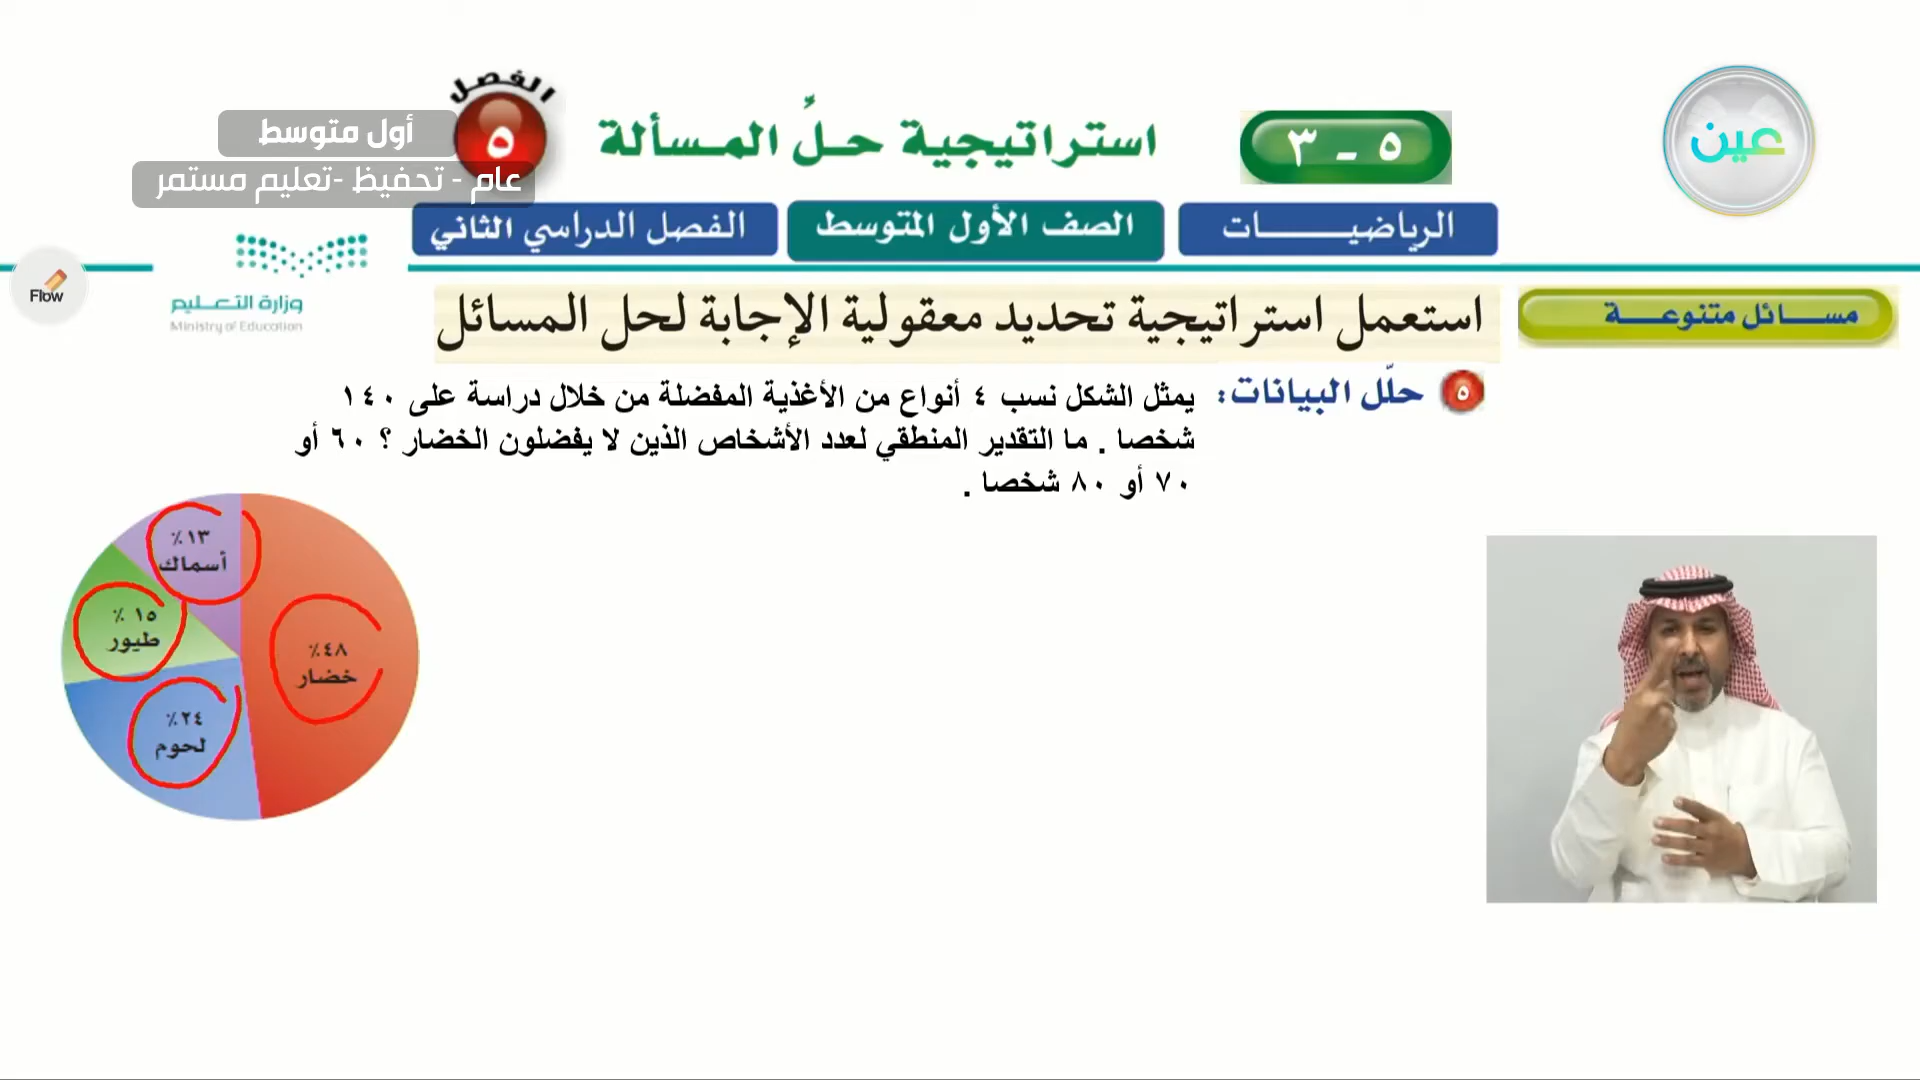 الفصل
٥
استراتيجية حلّ المسألة
٥ - ٣
عين
أول متوسط
عام - تحفيظ -تعليم مستمر
الرياضيات
الصف الأول المتوسط
الفصل الدراسي الثاني
وزارة التعليم
Ministry of Education
Flow
مسائل متنوعة
استعمل استراتيجية تحديد معقولية الإجابة لحل المسائل
٥ حلّل البيانات: يمثل الشكل نسب ٤ أنواع من الأغذية المفضلة من خلال دراسة على ١٤٠
شخصا . ما التقدير المنطقي لعدد الأشخاص الذين لا يفضلون الخضار ؟ ٦٠ أو
٧٠ أو ٨٠ شخصا .
١٣٪
أسماك
١٥ ٪
طيور
٤٨٪
خضار
٢٤٪
لحوم